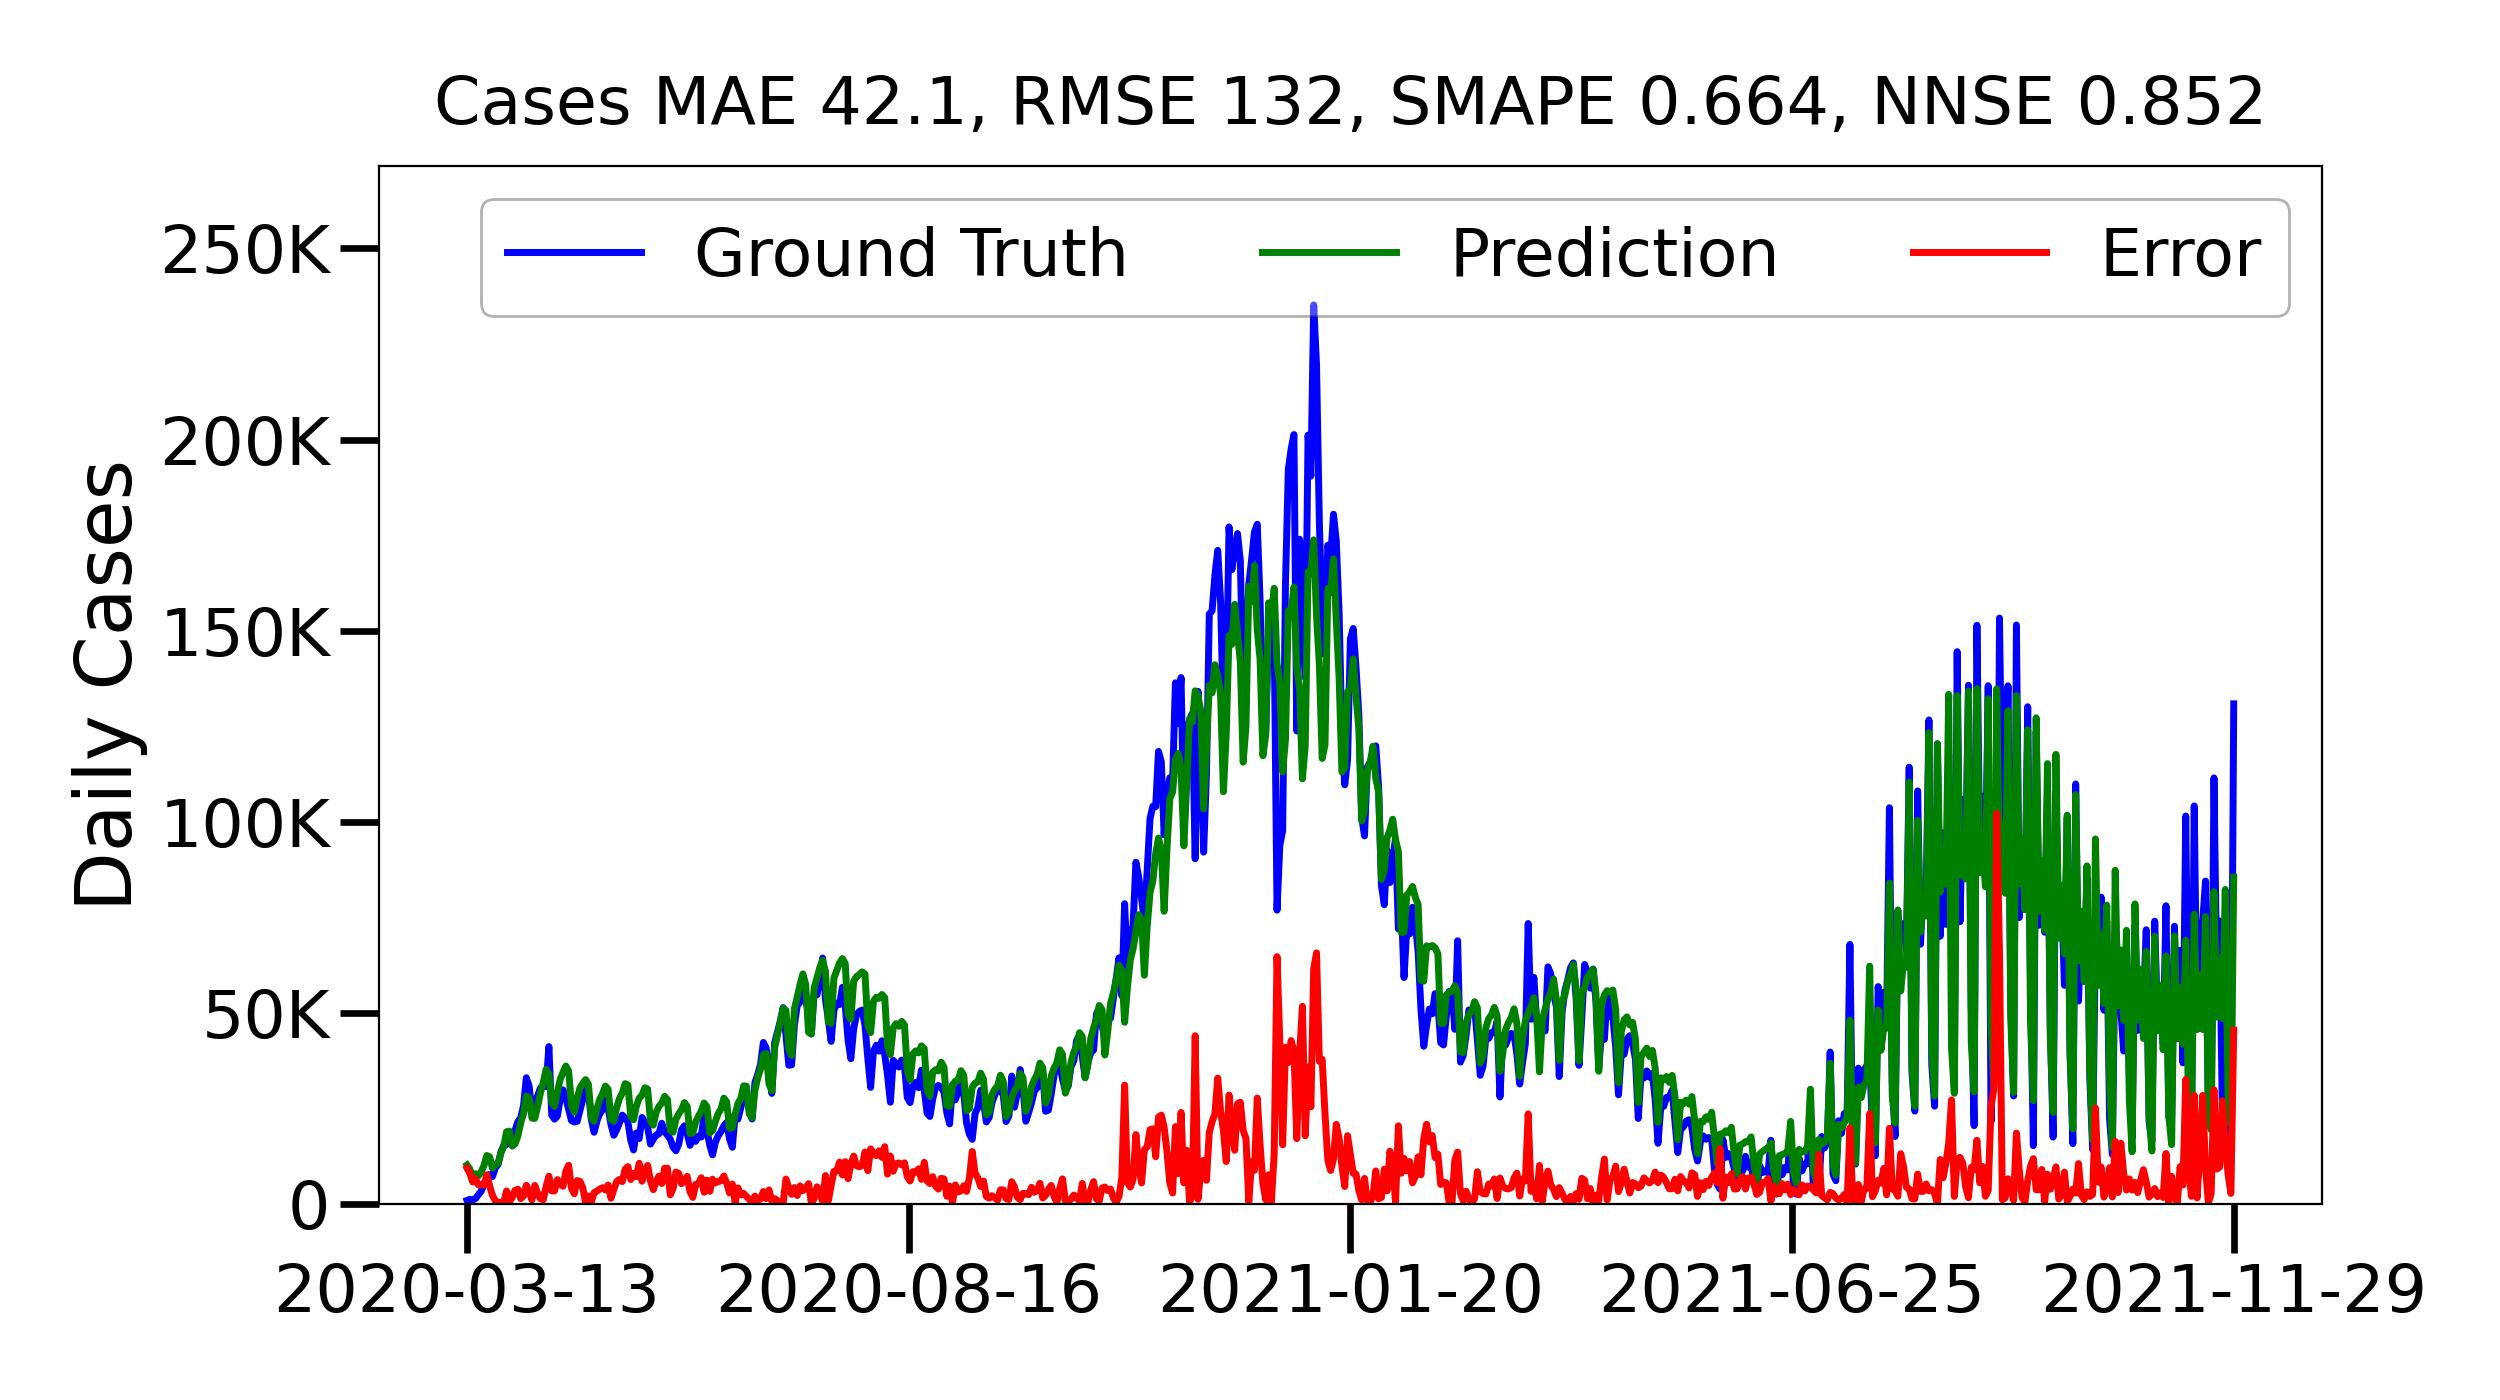 Cases MAE 42.1, RMSE 132, SMAPE 0.664, NNSE 0.852
Ground Truth Prediction Error
Daily Cases
250K
200K
150K
100K
50K
0
2020-03-13 2020-08-16 2021-01-20 2021-06-25 2021-11-29